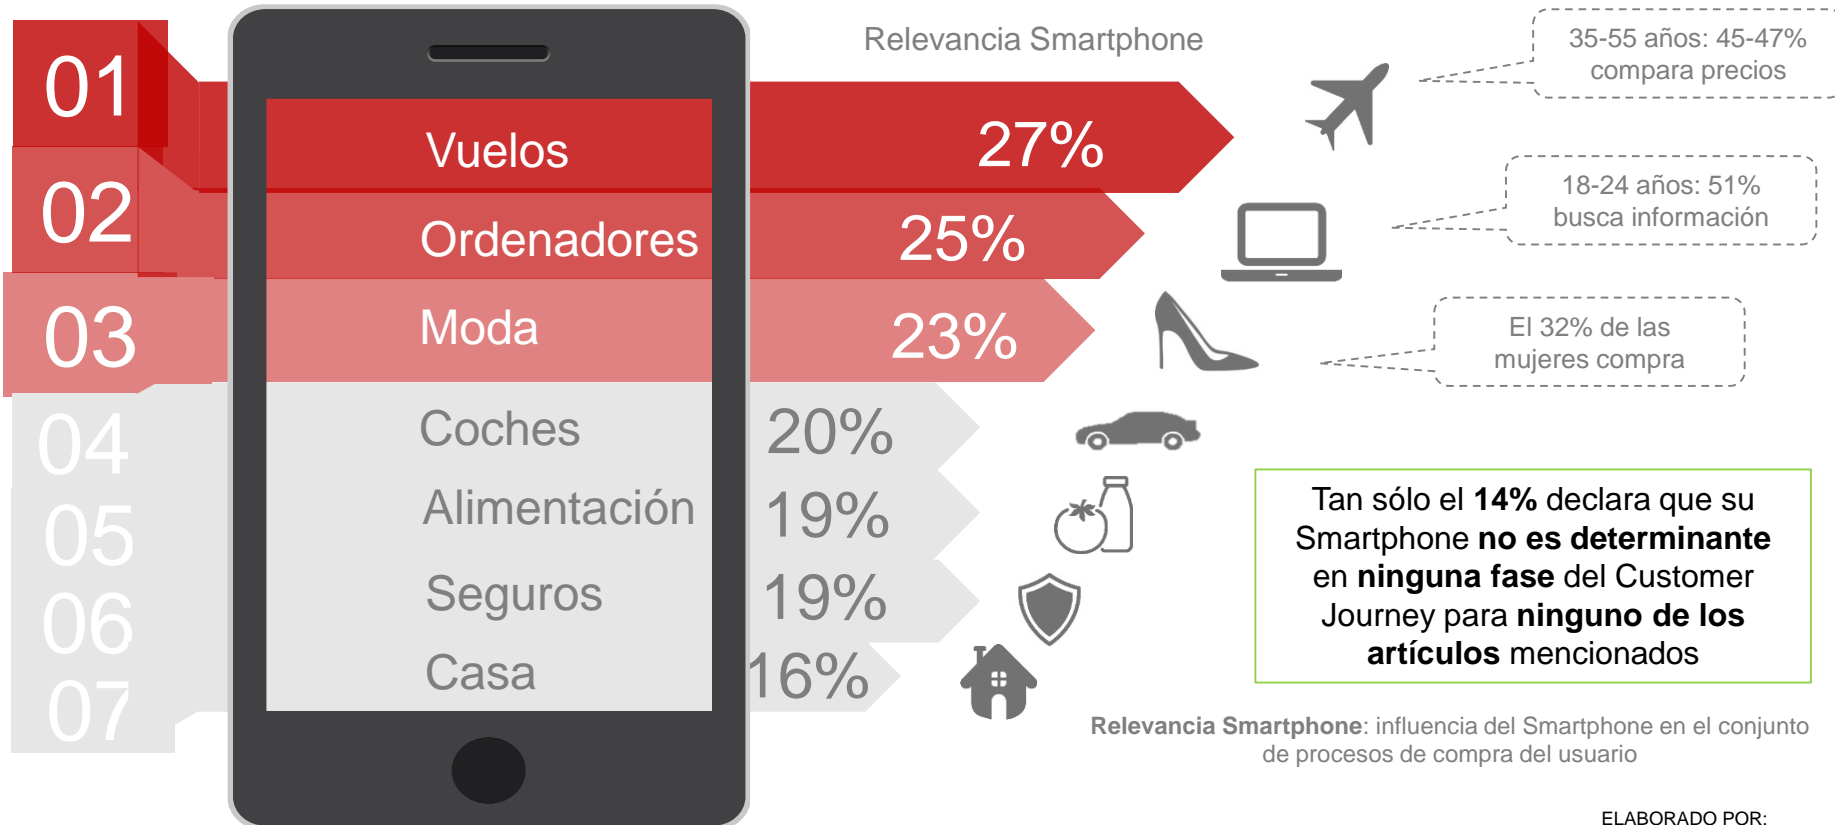 Relevancia Smartphone
01
Vuelos
27%
35-55 años: 45-47%
compara precios
02
Ordenadores
25%
18-24 años: 51%
busca información
03
Moda
23%
El 32% de las
mujeres compra
04
Coches
20%
05
Alimentación
19%
06
Seguros
19%
07
Casa
16%
Tan sólo el 14% declara que su
Smartphone no es determinante
en ninguna fase del Customer
Journey para ninguno de los
artículos mencionados
Relevancia Smartphone: influencia del Smartphone en el conjunto
de procesos de compra del usuario
ELABORADO POR: